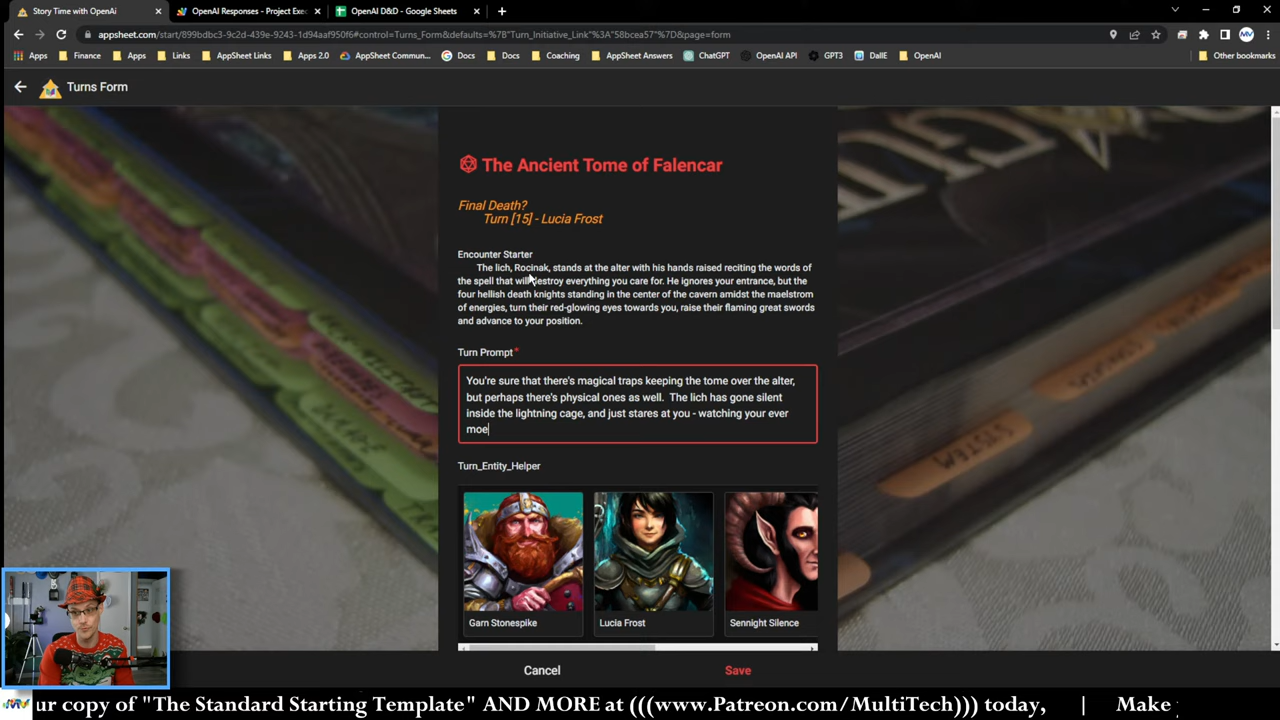 Story Time with OpenAi
OpenAI Responses - Project Exec
OpenAI D&D - Google Sheets
appsheet.com/start/899bdbc3-9c2d-439e-9243-1d94aaf950f6#control=Turns_Form&defaults=%7B"Turn_Initiative_Link"%3A"58bcea57"%7D&page=form
Apps Forms Apps Links AppSheet Links Apps 2.0 AppSheet Commun... Docs Docs Coaching AppSheet Answers ChatGPT OpenAI API GPT3 DallE OpenAI Other bookmarks
Turns Form
The Ancient Tome of Falencar
Final Death?
Turn [15] - Lucia Frost
Encounter Starter
The lich, Rocinak, stands at the alter with his hands raised reciting the words of
the spell that will destroy everything you care for. He ignores your entrance, but the
four hellish death knights standing in the center of the cavern amidst the maelstrom
of energies, turn their red-glowing eyes towards you, raise their flaming great swords
and advance to your position.
Turn Prompt*
You're sure that there's magical traps keeping the tome over the alter,
but perhaps there's physical ones as well. The lich has gone silent
inside the lightning cage, and just stares at you - watching your ever
moe
Turn_Entity_Helper
Garn Stonespike
Lucia Frost
Sennight Silence
Cancel
Save
SYSTEM
MV
ur copy of "The Standard Starting Template" AND MORE at (((www.Patreon.com/MultiTech))) today, | Make